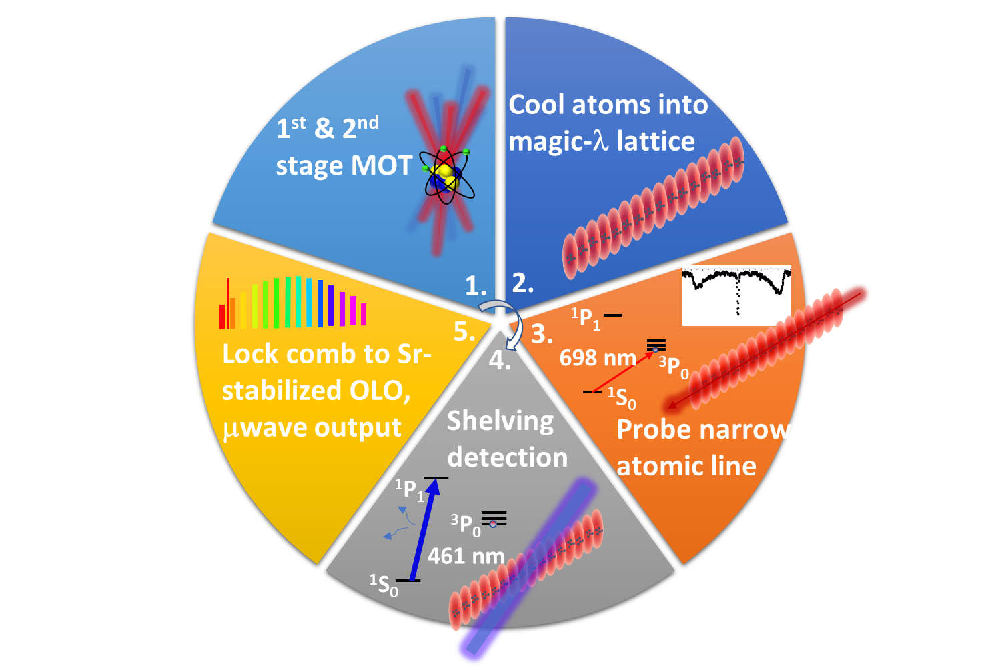 1st & 2nd
stage MOT
1.
Cool atoms into
magic-λ lattice
2.
3.
¹P₁
698 nm
³P₀
¹S₀
Probe narrow
atomic line
4.
Shelving
detection
¹P₁
³P₀
461 nm
¹S₀
5.
Lock comb to Sr-
stabilized OLO,
μwave output